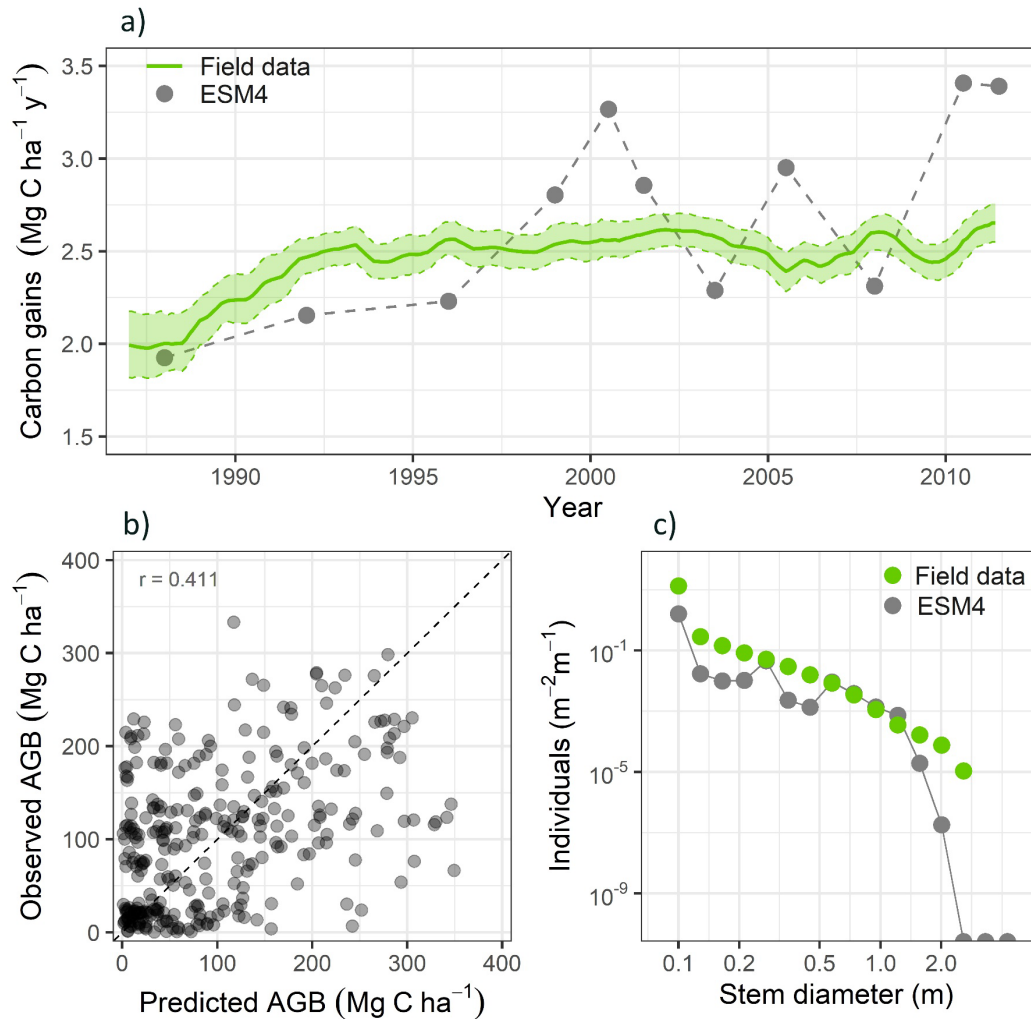 a)
Field data
ESM4
Carbon gains (Mg C ha⁻¹ y⁻¹)
3.5
3.0
2.5
2.0
1.5
1990 1995 2000 2005 2010
Year
b)
r = 0.411
Observed AGB (Mg C ha⁻¹)
400
300
200
100
0
0 100 200 300 400
Predicted AGB (Mg C ha⁻¹)
c)
Field data
ESM4
Individuals (m⁻²m⁻¹)
10⁻¹
10⁻⁵
10⁻⁹
0.1 0.2 0.5 1.0 2.0
Stem diameter (m)